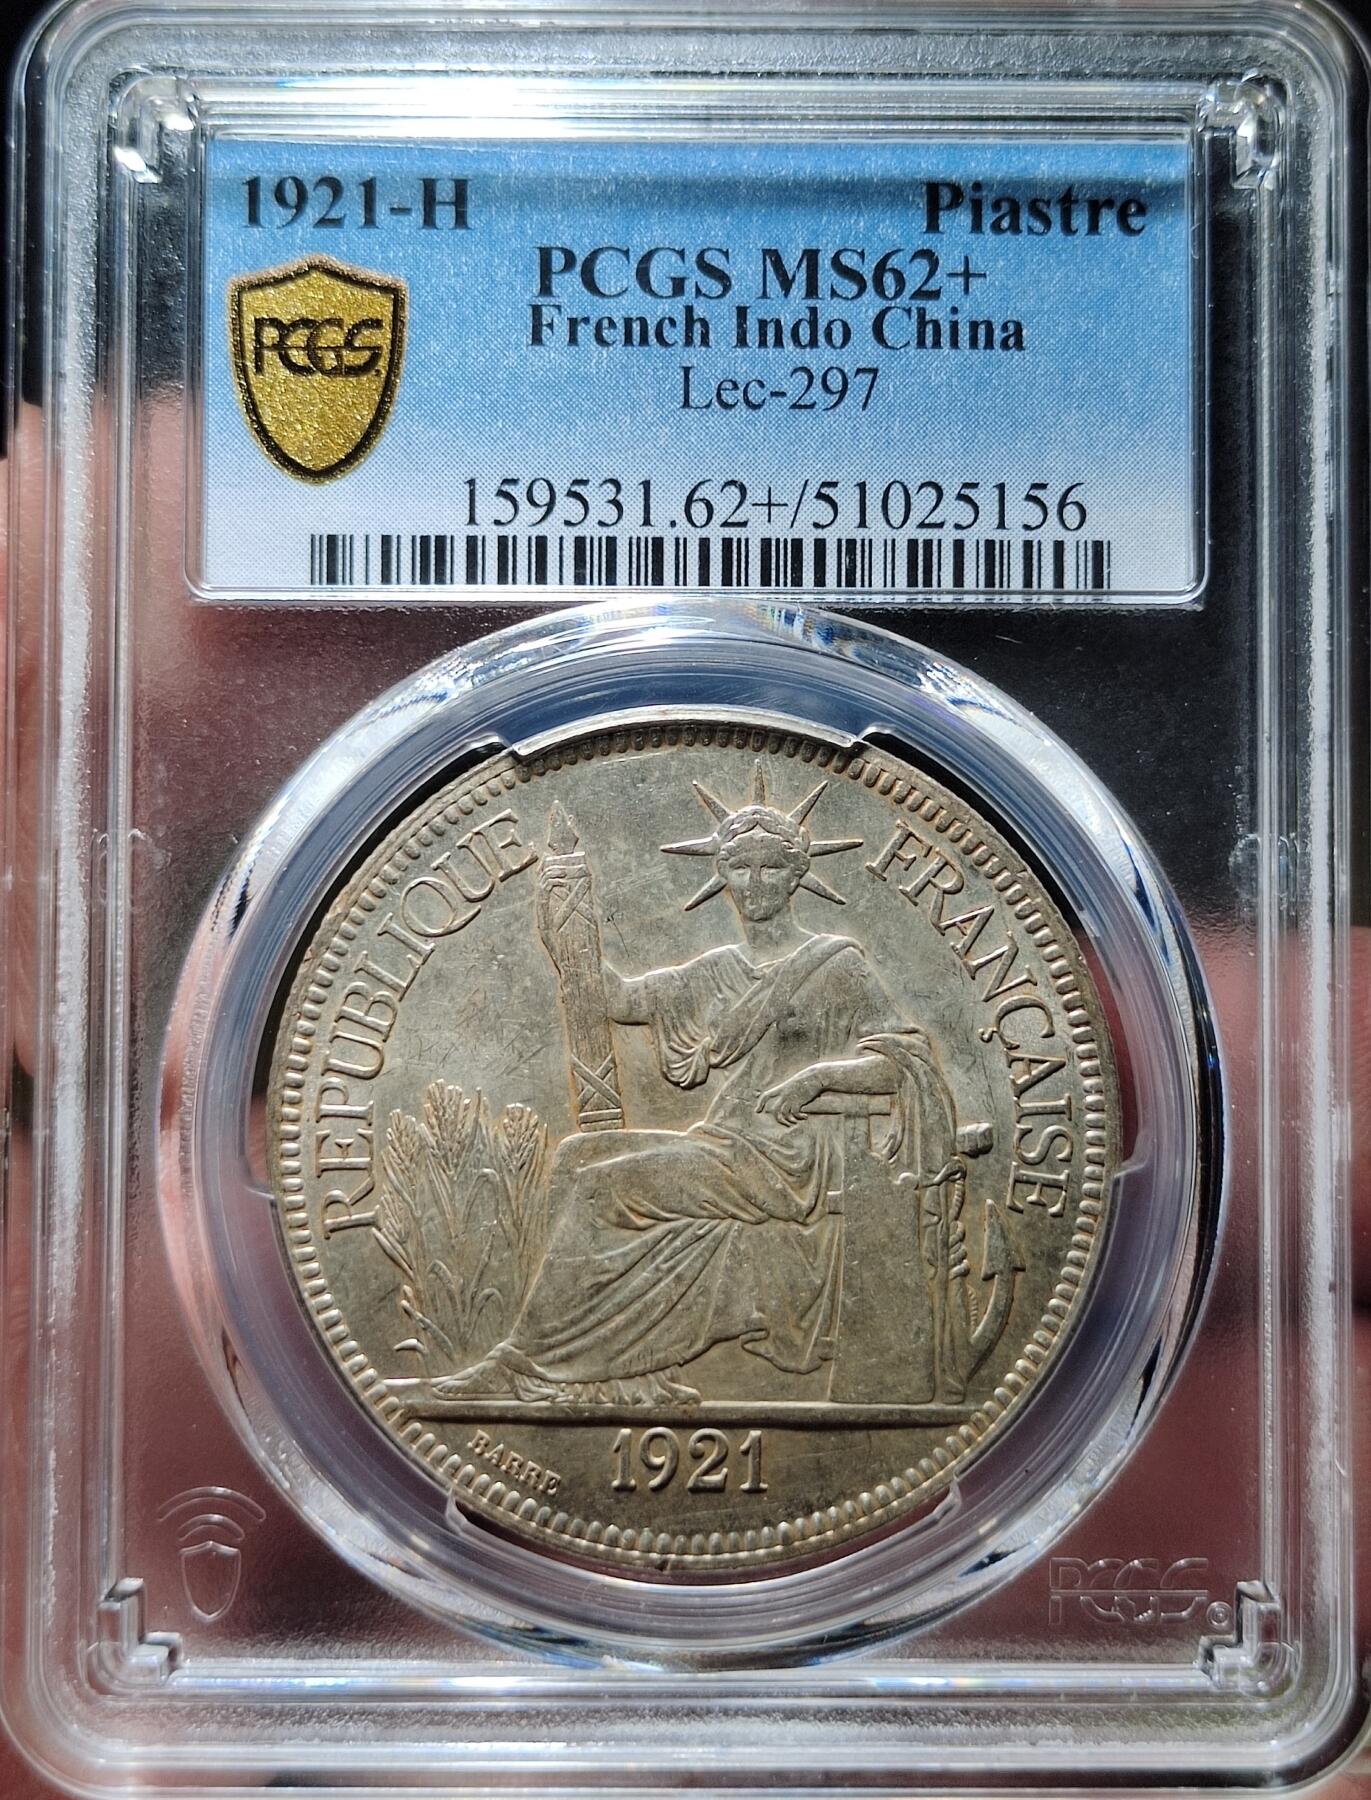 1921-H Piastre
PCGS MS62+
French Indo China
PCGS
Lec-297
159531.62+/51025156
REPUBLIQUE FRANÇAISE
BARRE 1921
PCGS ©